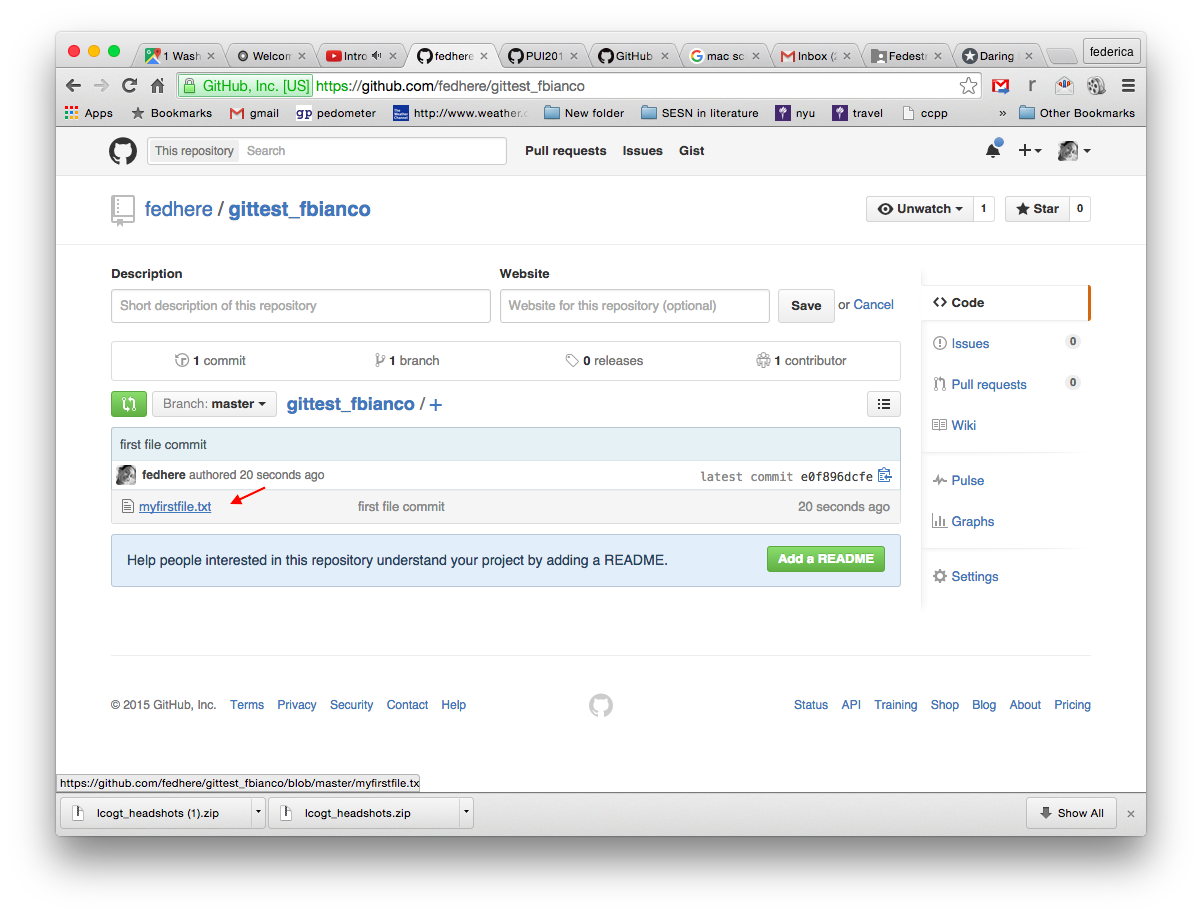 1 Wash
Welcom
Intro
fedhere
PUI201
GitHub
mac sc
Inbox (2
Fedest
Daring
federica
GitHub, Inc. [US] https://github.com/fedhere/gittest_fbianco
Apps Bookmarks gmail gp pedometer http://www.weather.c New folder SESN in literature nyu travel ccpp » Other Bookmarks
This repository Search Pull requests Issues Gist
fedhere / gittest_fbianco
Unwatch 1 Star 0
Description Website
Short description of this repository Website for this repository (optional) Save or Cancel
1 commit 1 branch 0 releases 1 contributor
Branch: master gittest_fbianco / +
first file commit
fedhere authored 20 seconds ago latest commit e0f896dcfe
myfirstfile.txt first file commit 20 seconds ago
Help people interested in this repository understand your project by adding a README. Add a README
Code
Issues 0
Pull requests 0
Wiki
Pulse
Graphs
Settings
© 2015 GitHub, Inc. Terms Privacy Security Contact Help Status API Training Shop Blog About Pricing
https://github.com/fedhere/gittest_fbianco/blob/master/myfirstfile.tx
lcogt_headshots (1).zip lcogt_headshots.zip Show All